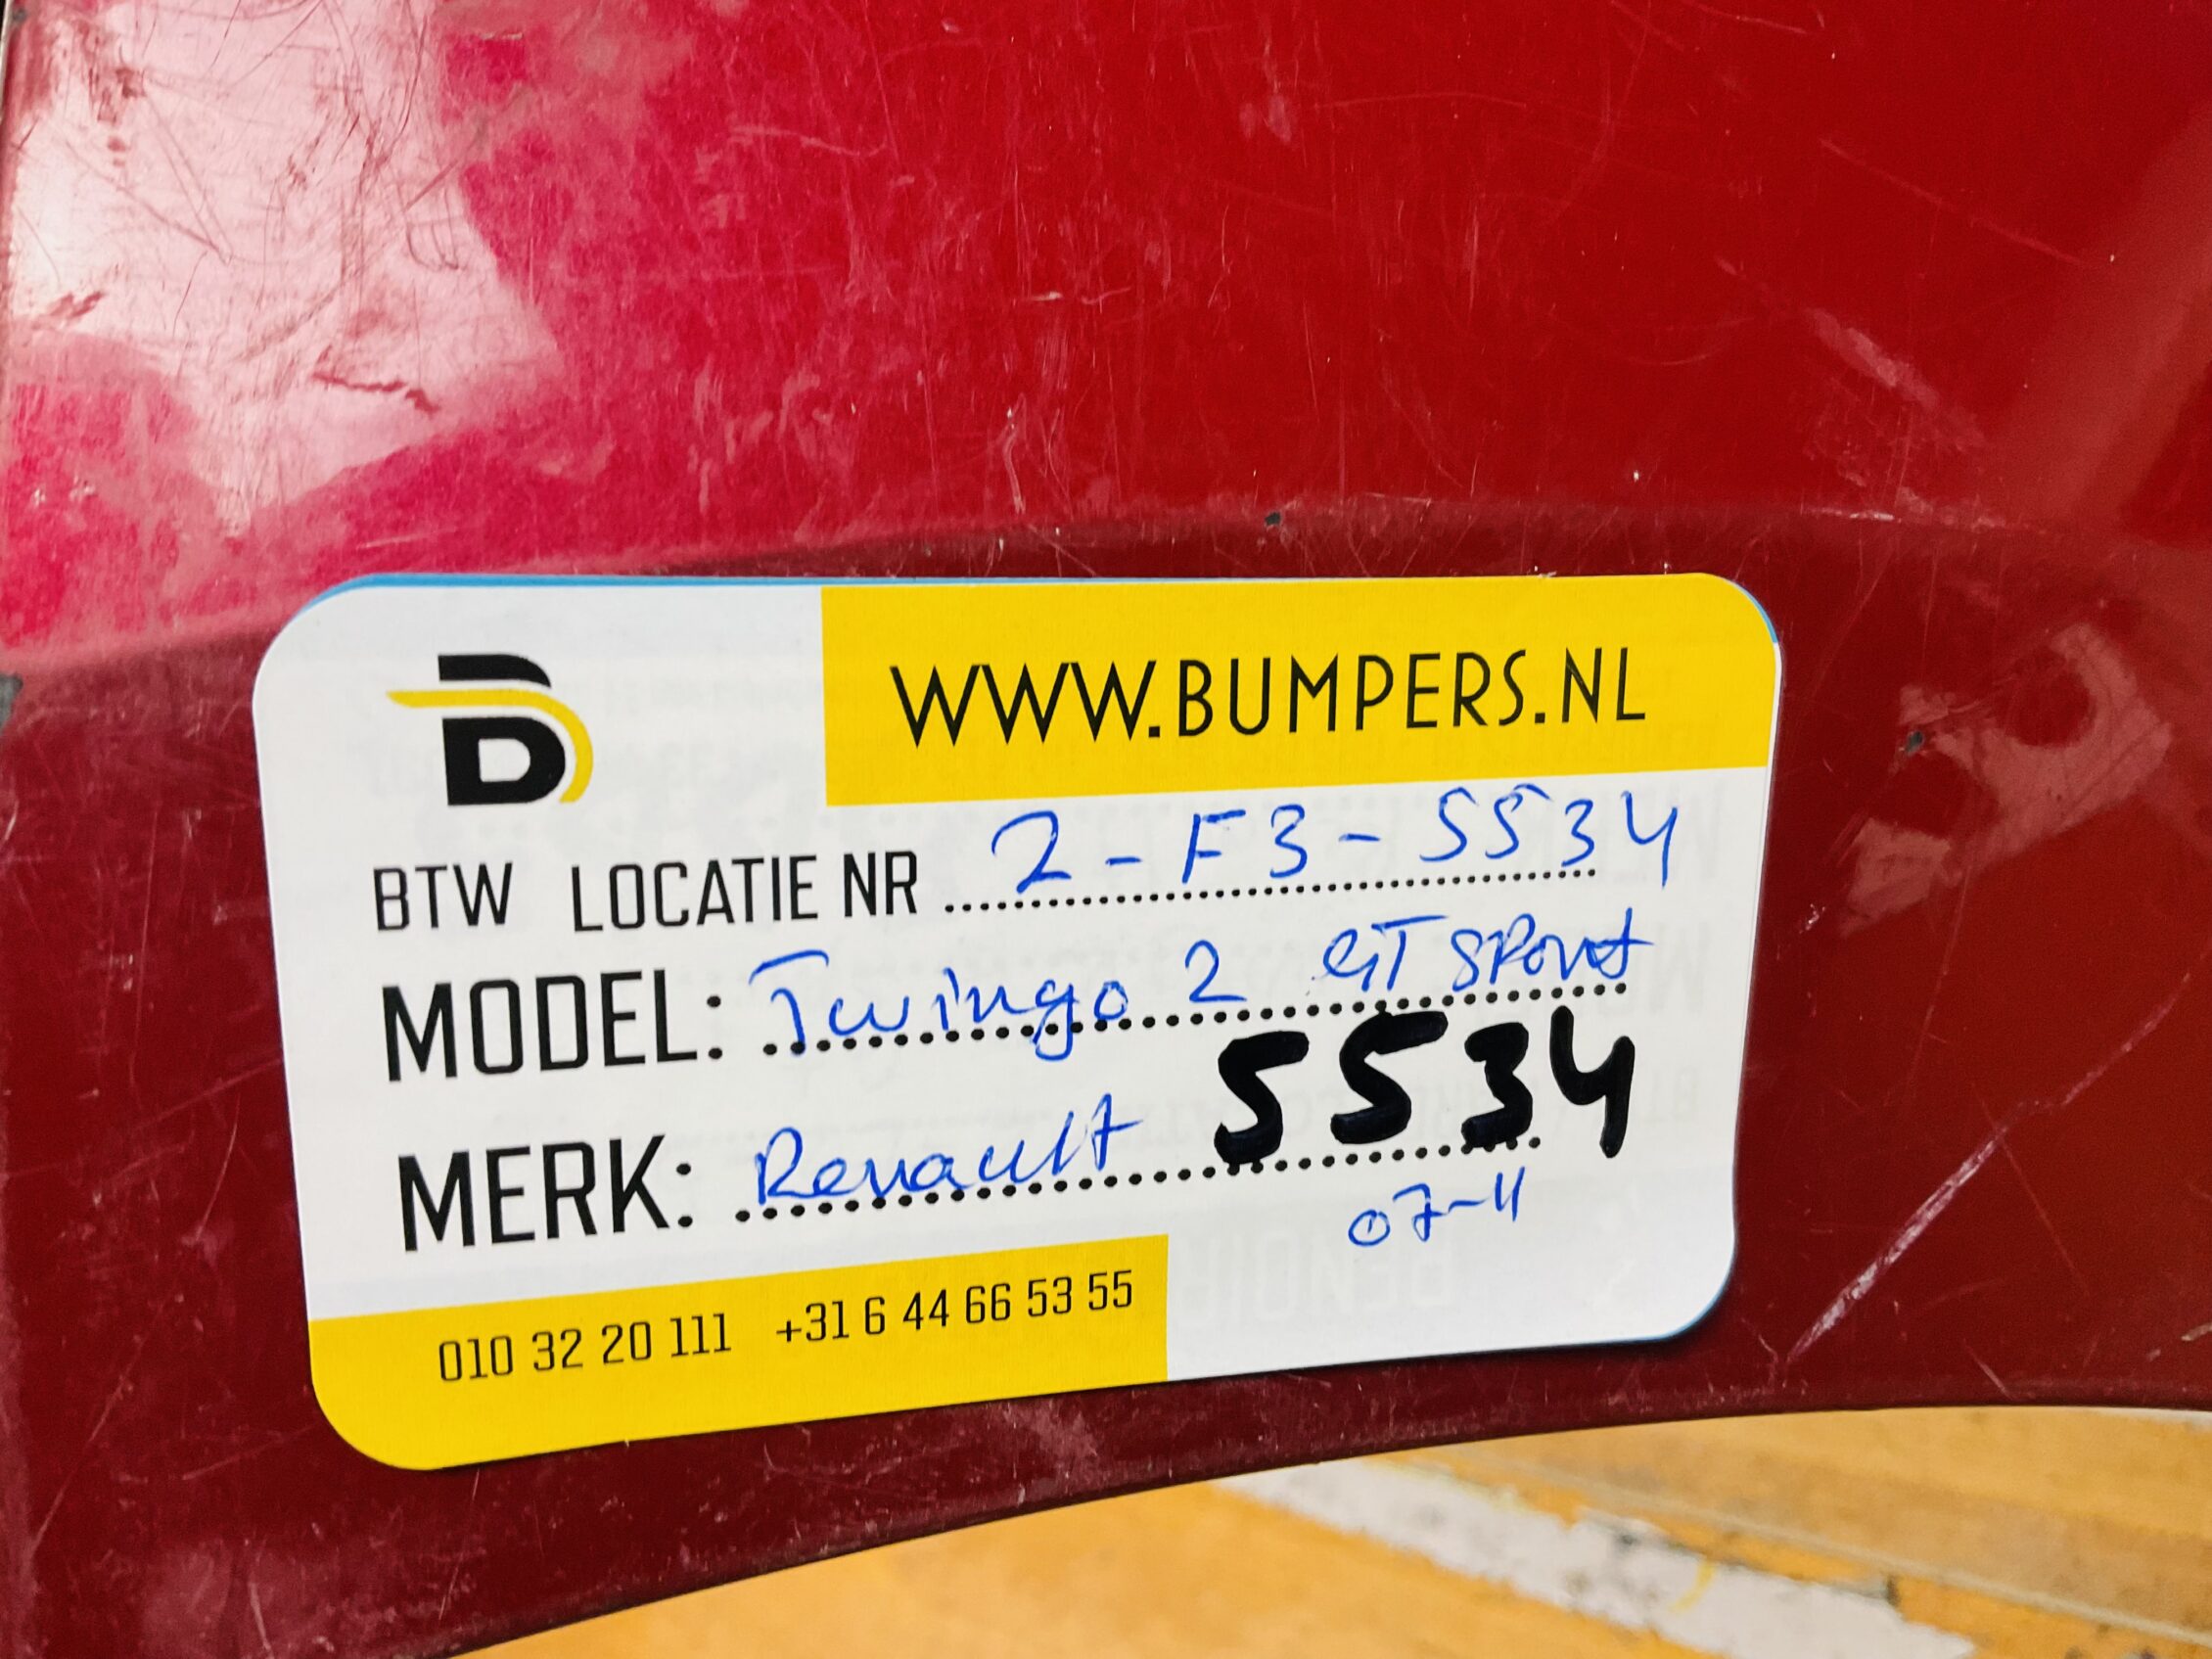 WWW.BUMPERS.NL
BTW LOCATIE NR 2-F3-5534
MODEL: Twingo 2 GT SPORt
MERK: Renault 5534
07-11
010 32 20 111 +31 6 44 66 53 55